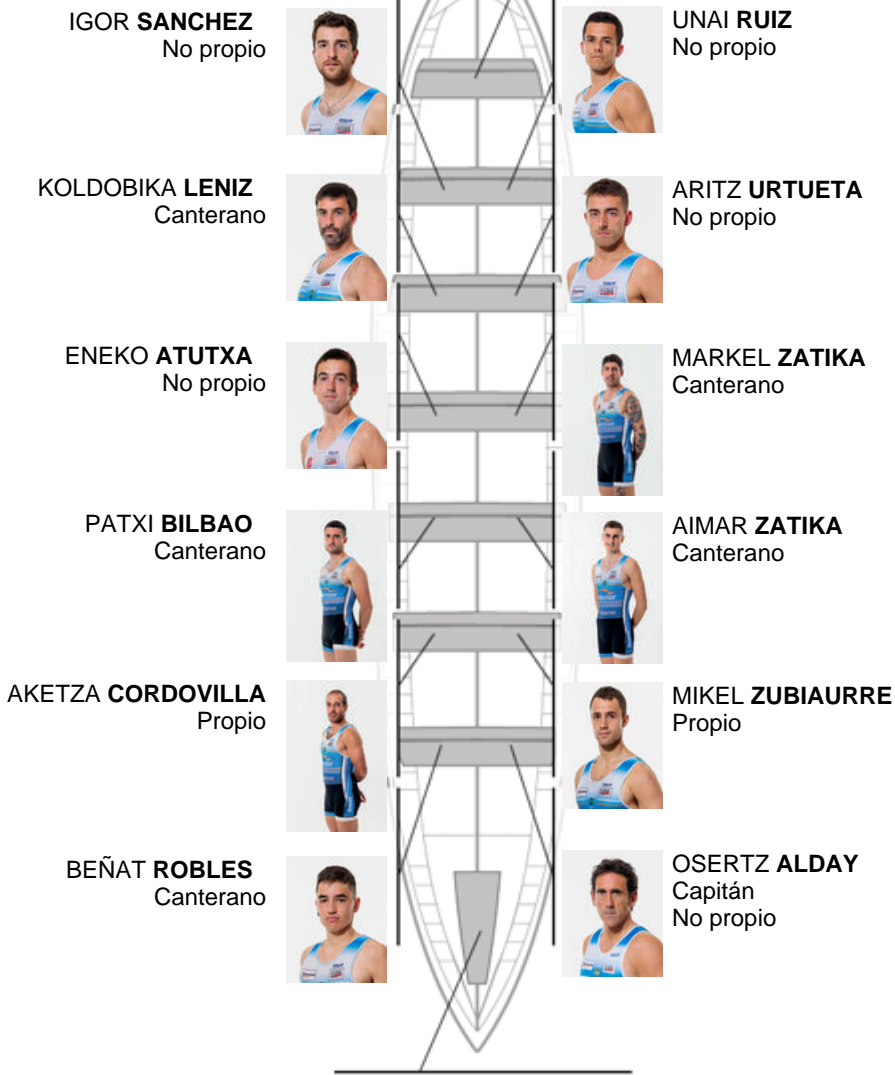 IGOR SANCHEZ
No propio
UNAI RUIZ
No propio
KOLDOBIKA LENIZ
Canterano
ARITZ URTUETA
No propio
ENEKO ATUTXA
No propio
MARKEL ZATIKA
Canterano
PATXI BILBAO
Canterano
AIMAR ZATIKA
Canterano
AKETZA CORDOVILLA
Propio
MIKEL ZUBIAURRE
Propio
BEÑAT ROBLES
Canterano
OSERTZ ALDAY
Capitán
No propio